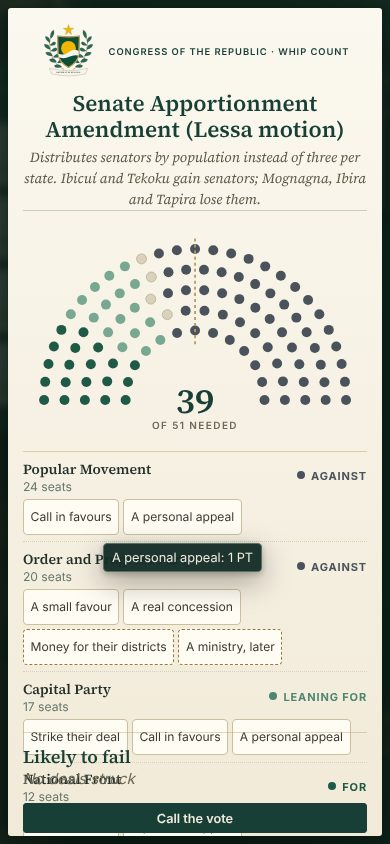 CONGRESS OF THE REPUBLIC · WHIP COUNT
Senate Apportionment
Amendment (Lessa motion)
Distributes senators by population instead of three per
state. Ibicuí and Tekoku gain senators; Mognagna, Ibira
and Tapira lose them.
39
OF 51 NEEDED
Popular Movement
AGAINST
24 seats
Call in favours
A personal appeal
Order and P
A personal appeal: 1 PT
AGAINST
20 seats
A small favour
A real concession
Money for their districts
A ministry, later
Capital Party
LEANING FOR
17 seats
Strike their deal
Call in favours
A personal appeal
Likely to fail
No deals struck
National Front
FOR
12 seats
Call the vote